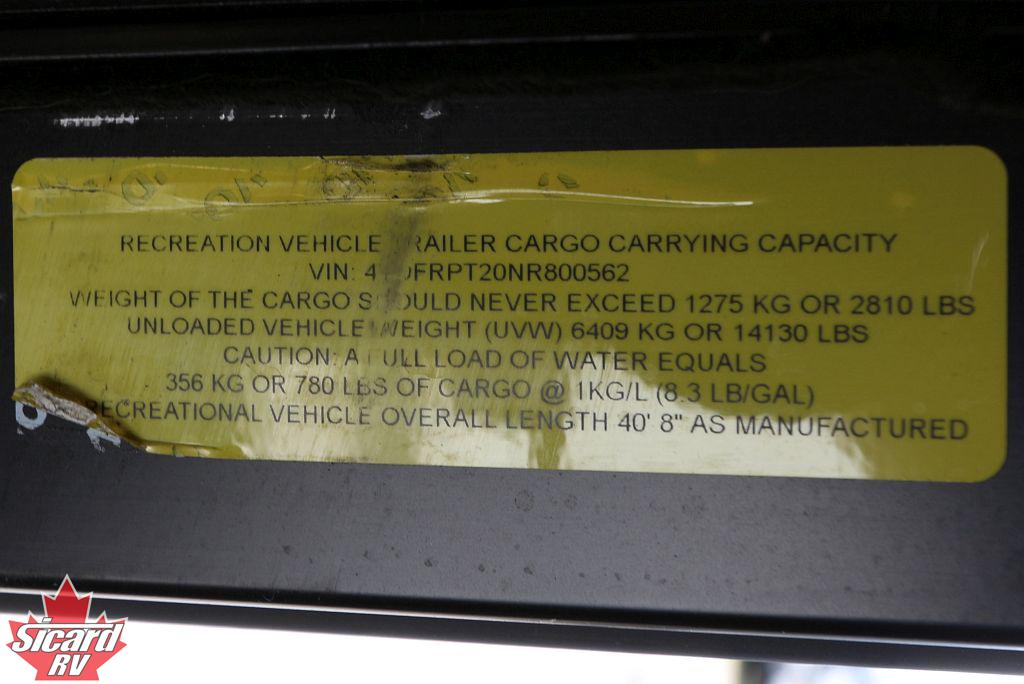 RECREATION VEHICLE TRAILER CARGO CARRYING CAPACITY
VIN:
WEIGHT OF THE CARGO SHOULD NEVER EXCEED 1275 KG OR 2810 LBS
UNLOADED VEHICLE WEIGHT (UVW) 6409 KG OR 14130 LBS
CAUTION: A FULL LOAD OF WATER EQUALS
356 KG OR 780 LBS OF CARGO @ 1KG/L (8.3 LB/GAL)
RECREATIONAL VEHICLE OVERALL LENGTH 40' 8" AS MANUFACTURED
Sicard
RV